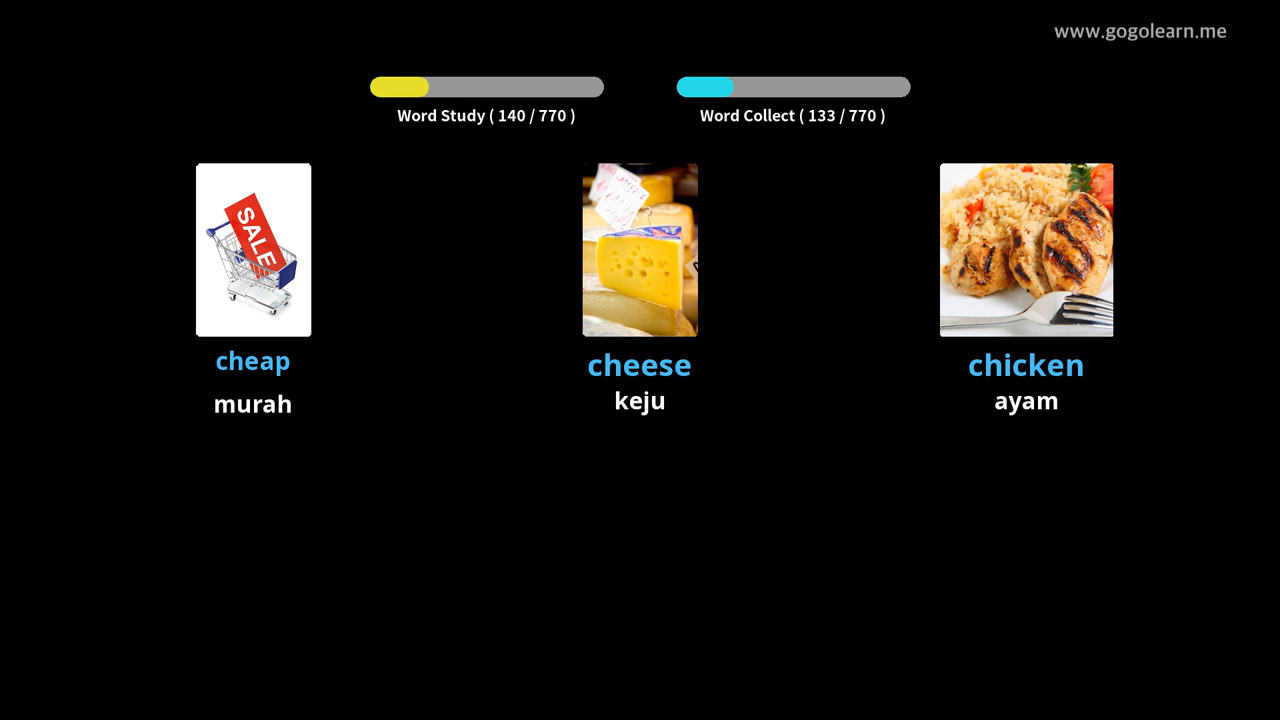 www.gogolearn.me
Word Study ( 140 / 770 )
Word Collect ( 133 / 770 )
SALE
cheap
cheese
chicken
murah
keju
ayam